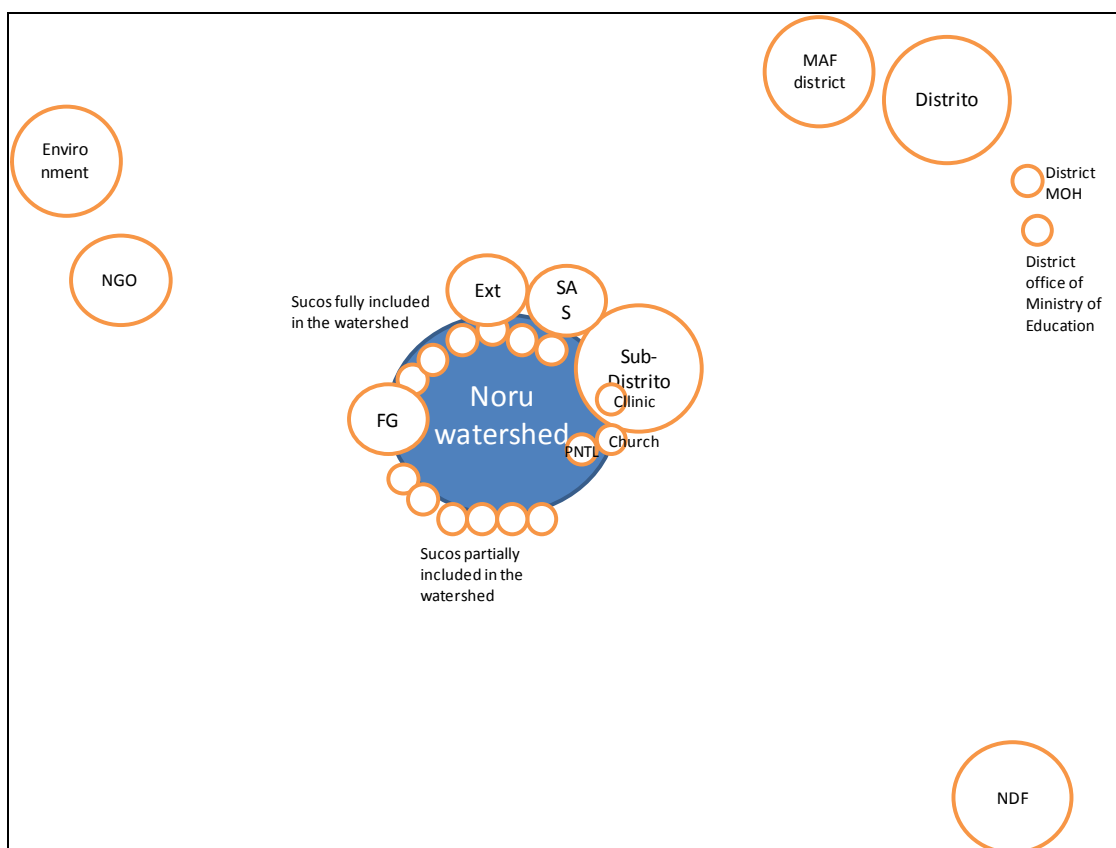 MAF
district
Distrito
Enviro
nment
District
MOH
NGO
District
office of
Ministry of
Education
Sucos fully included
in the watershed
Ext
SA
S
Sub-
Distrito
Cllinic
Noru
watershed
FG
Church
PNTL
Sucos partially
included in the
watershed
NDF